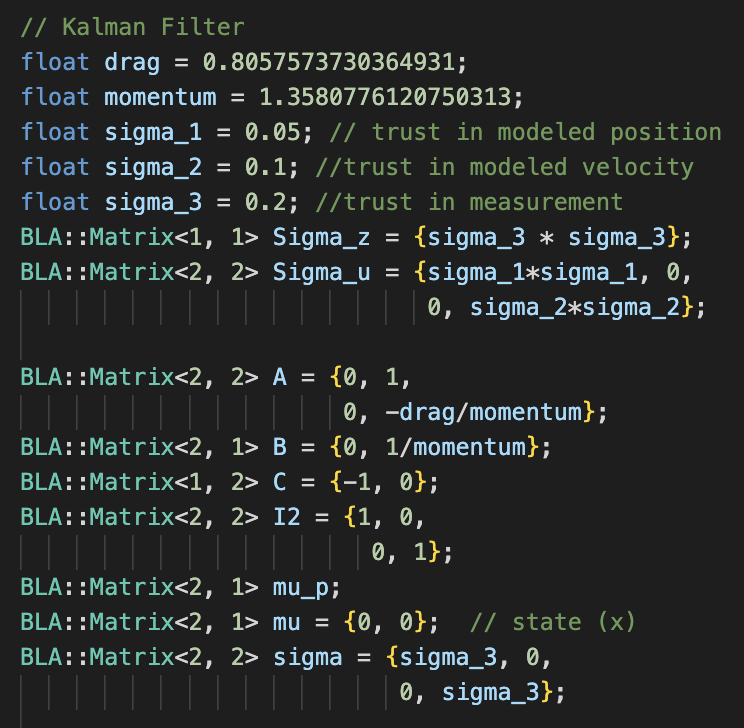 // Kalman Filter
float drag = 0.8057573730364931;
float momentum = 1.3580776120750313;
float sigma_1 = 0.05; // trust in modeled position
float sigma_2 = 0.1; //trust in modeled velocity
float sigma_3 = 0.2; //trust in measurement
BLA::Matrix<1, 1> Sigma_z = {sigma_3 * sigma_3};
BLA::Matrix<2, 2> Sigma_u = {sigma_1*sigma_1, 0,
0, sigma_2*sigma_2};
BLA::Matrix<2, 2> A = {0, 1,
0, -drag/momentum};
BLA::Matrix<2, 1> B = {0, 1/momentum};
BLA::Matrix<1, 2> C = {-1, 0};
BLA::Matrix<2, 2> I2 = {1, 0,
0, 1};
BLA::Matrix<2, 1> mu_p;
BLA::Matrix<2, 1> mu = {0, 0};  // state (x)
BLA::Matrix<2, 2> sigma = {sigma_3, 0,
0, sigma_3};